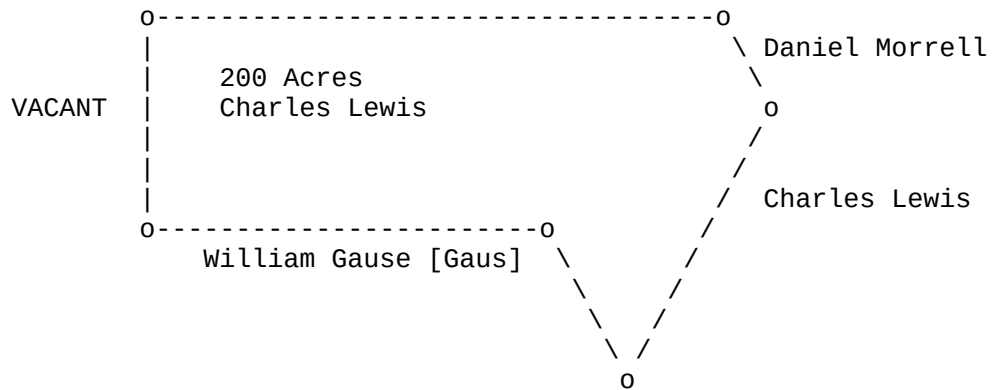 Daniel Morrell
200 Acres
VACANT Charles Lewis
Charles Lewis
William Gause [Gaus]